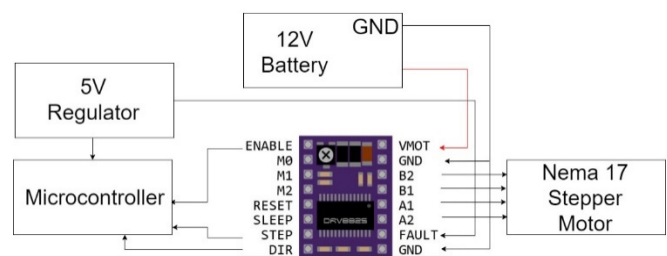 12V
Battery
GND
5V
Regulator
Microcontroller
ENABLE
M0
M1
M2
RESET
SLEEP
STEP
DIR
DRV8825
VMOT
GND
B2
B1
A1
A2
FAULT
GND
Nema 17
Stepper
Motor